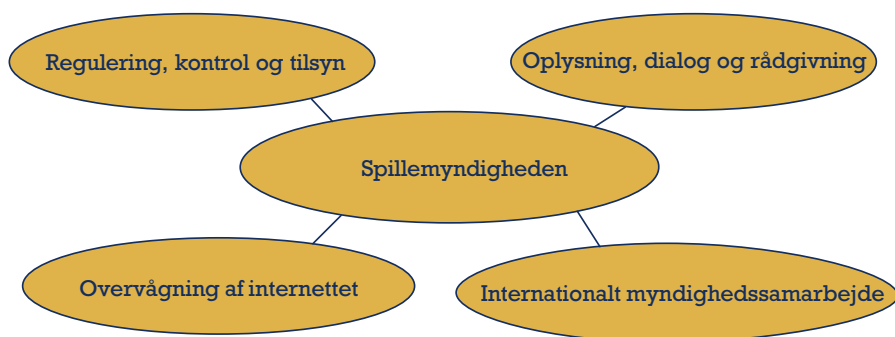 Regulering, kontrol og tilsyn
Oplysning, dialog og rådgivning
Spillemyndigheden
Overvågning af internettet
Internationalt myndighedssamarbejde